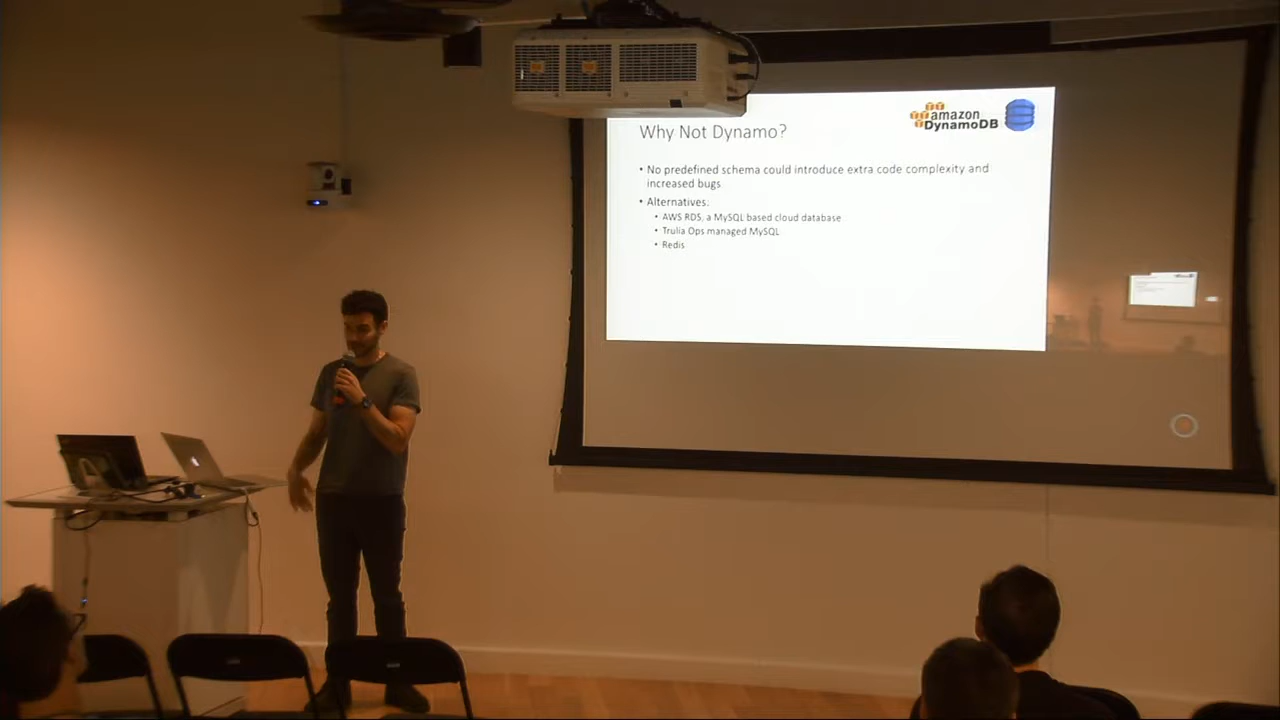 amazon
DynamoDB
Why Not Dynamo?
• No predefined schema could introduce extra code complexity and
increased bugs
• Alternatives:
• AWS RDS, a MySQL based cloud database
• Trulia Ops managed MySQL
• Redis